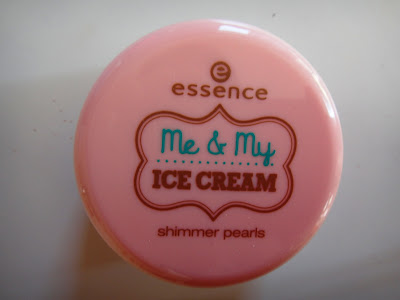 e
essence
Me & My
ICE CREAM
shimmer pearls